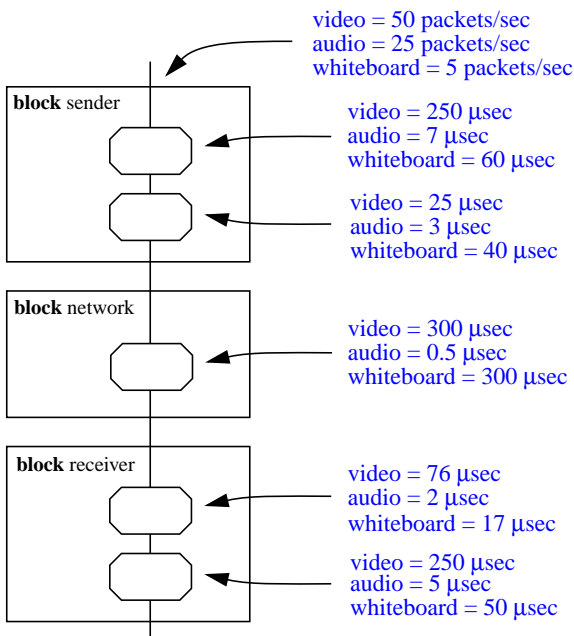 video = 50 packets/sec
audio = 25 packets/sec
whiteboard = 5 packets/sec
block sender
video = 250 μsec
audio = 7 μsec
whiteboard = 60 μsec
video = 25 μsec
audio = 3 μsec
whiteboard = 40 μsec
block network
video = 300 μsec
audio = 0.5 μsec
whiteboard = 300 μsec
block receiver
video = 76 μsec
audio = 2 μsec
whiteboard = 17 μsec
video = 250 μsec
audio = 5 μsec
whiteboard = 50 μsec